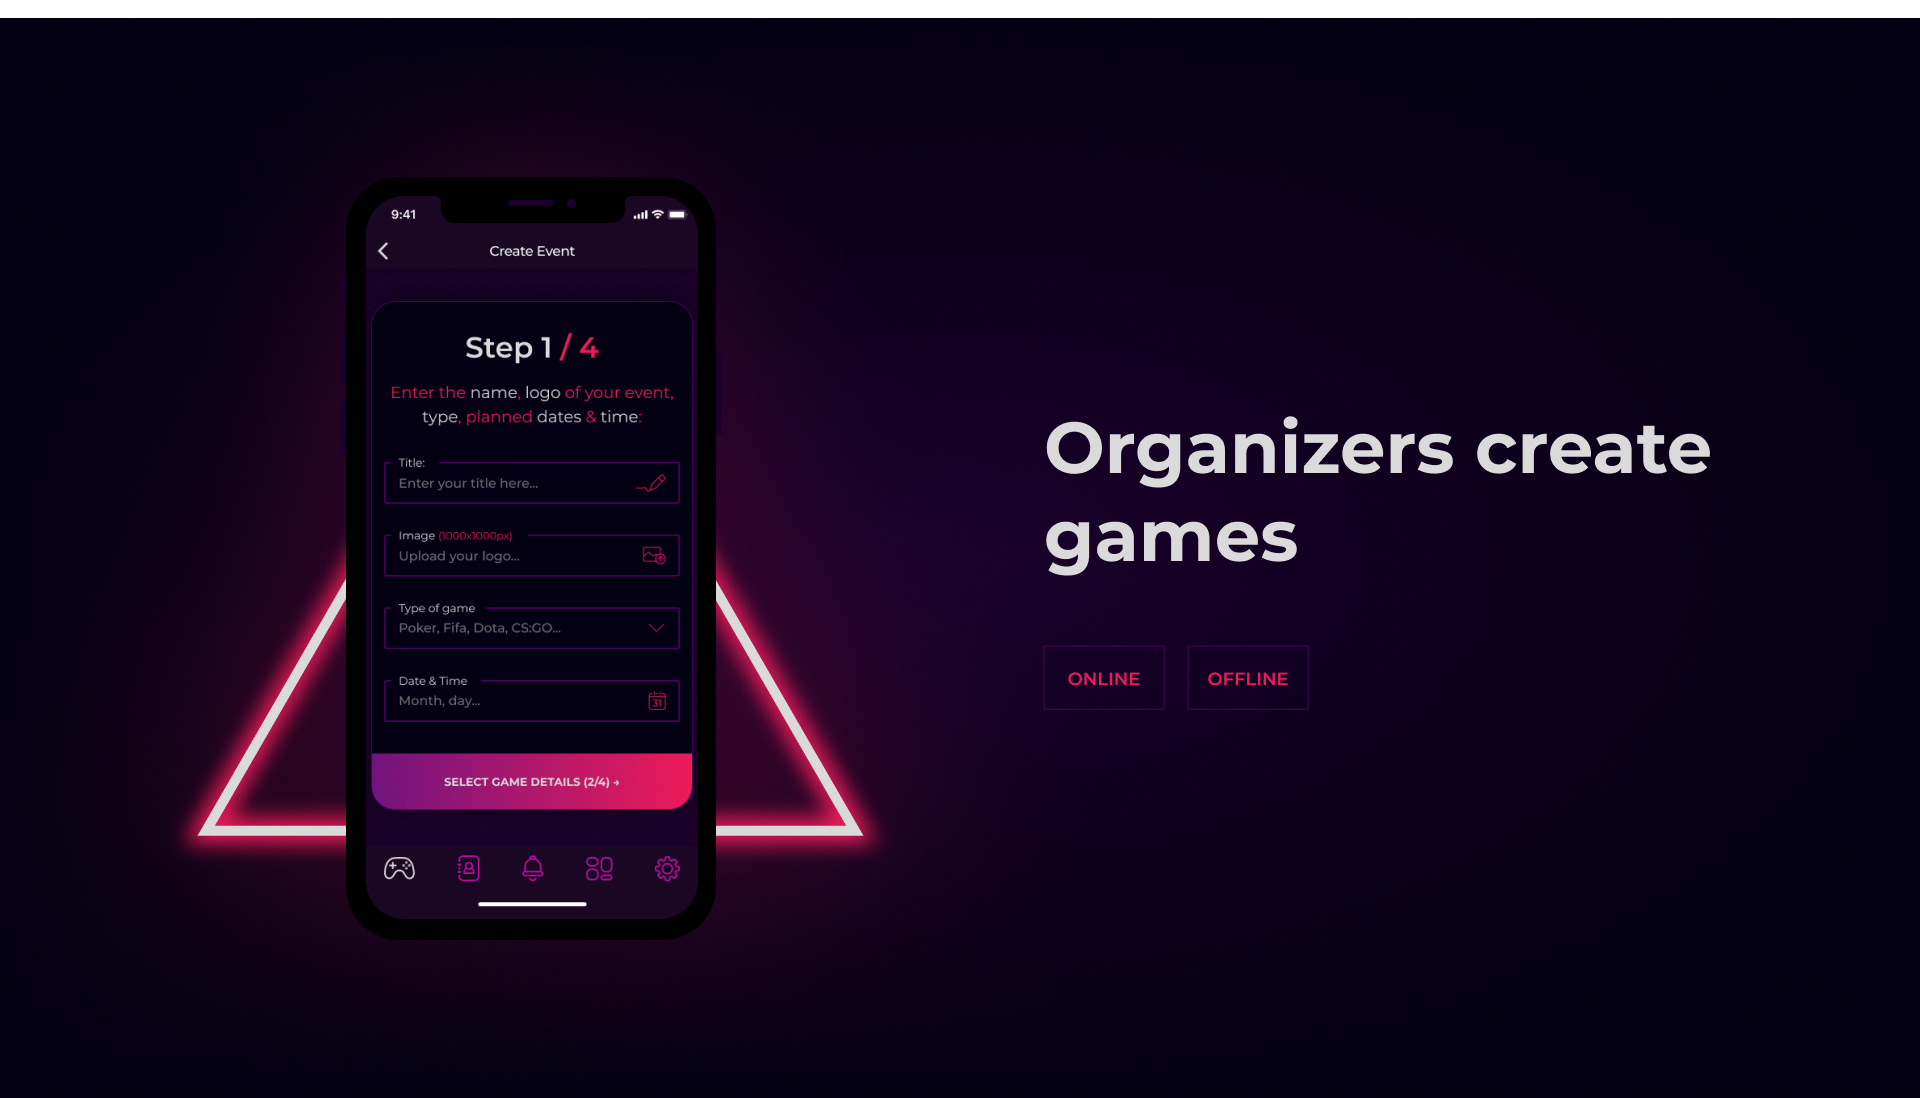 9:41
Create Event
Step 1 / 4
Enter the name, logo of your event,
type, planned dates & time:
Title:
Enter your title here...
Image (1000x1000px)
Upload your logo...
Type of game
Poker, Fifa, Dota, CS:GO...
Date & Time
Month, day...
31
SELECT GAME DETAILS (2/4) →
Organizers create
games
ONLINE
OFFLINE